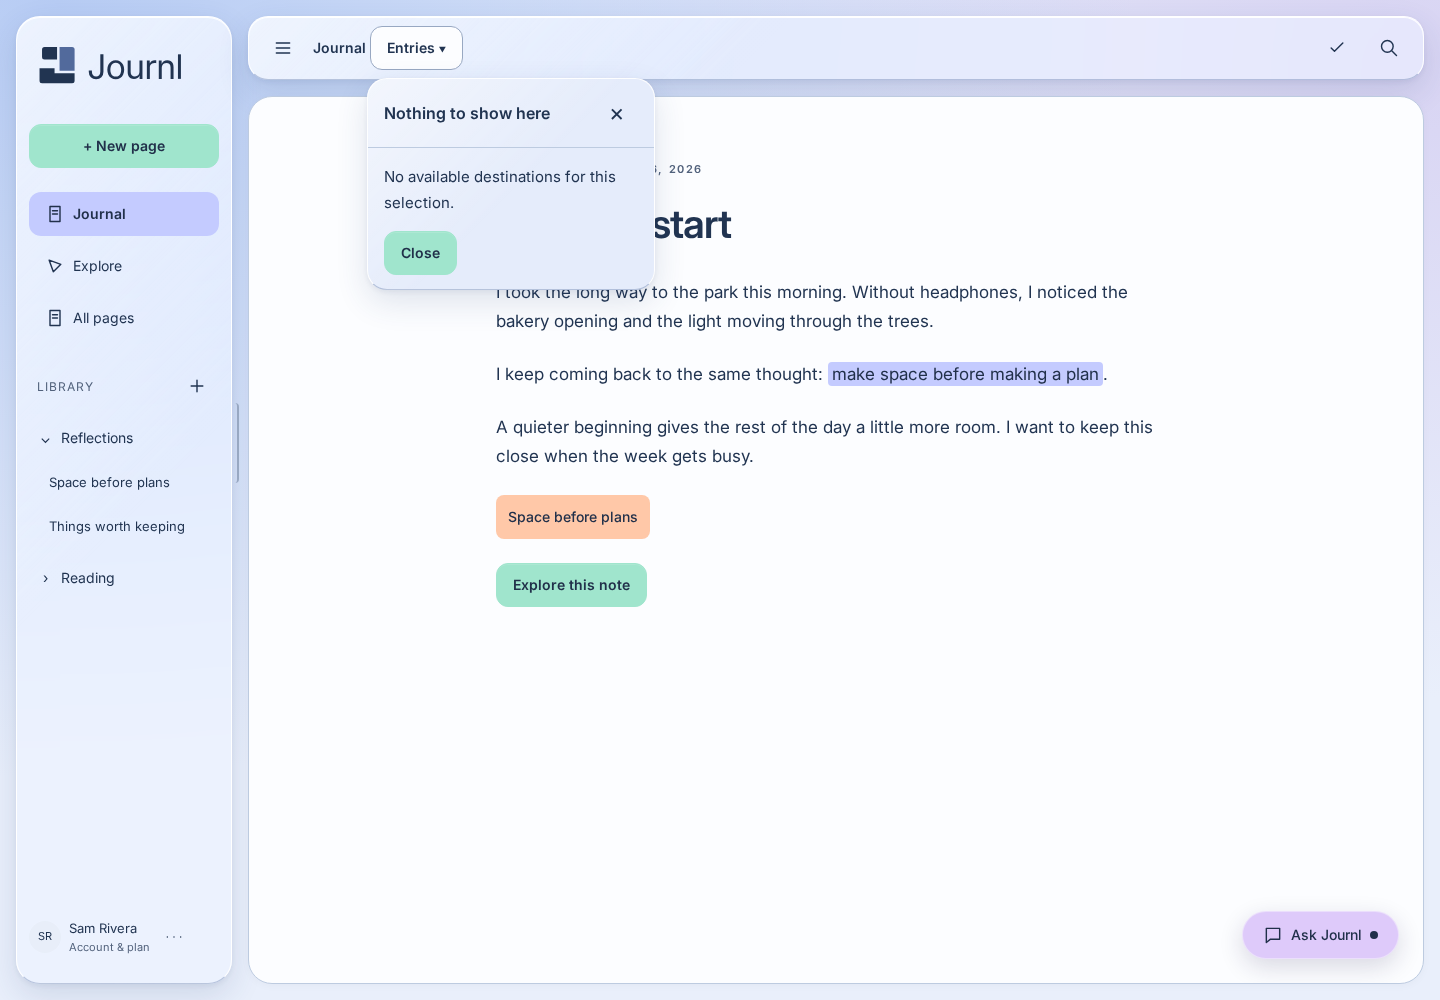 Journl
+ New page
Journal
Explore
All pages
LIBRARY
Reflections
Space before plans
Things worth keeping
Reading
SR
Sam Rivera
Account & plan
Journal
Entries ▾
Nothing to show here
No available destinations for this
selection.
Close
, 2026
start
I took the long way to the park this morning. Without headphones, I noticed the
bakery opening and the light moving through the trees.
I keep coming back to the same thought: make space before making a plan.
A quieter beginning gives the rest of the day a little more room. I want to keep this
close when the week gets busy.
Space before plans
Explore this note
Ask Journl